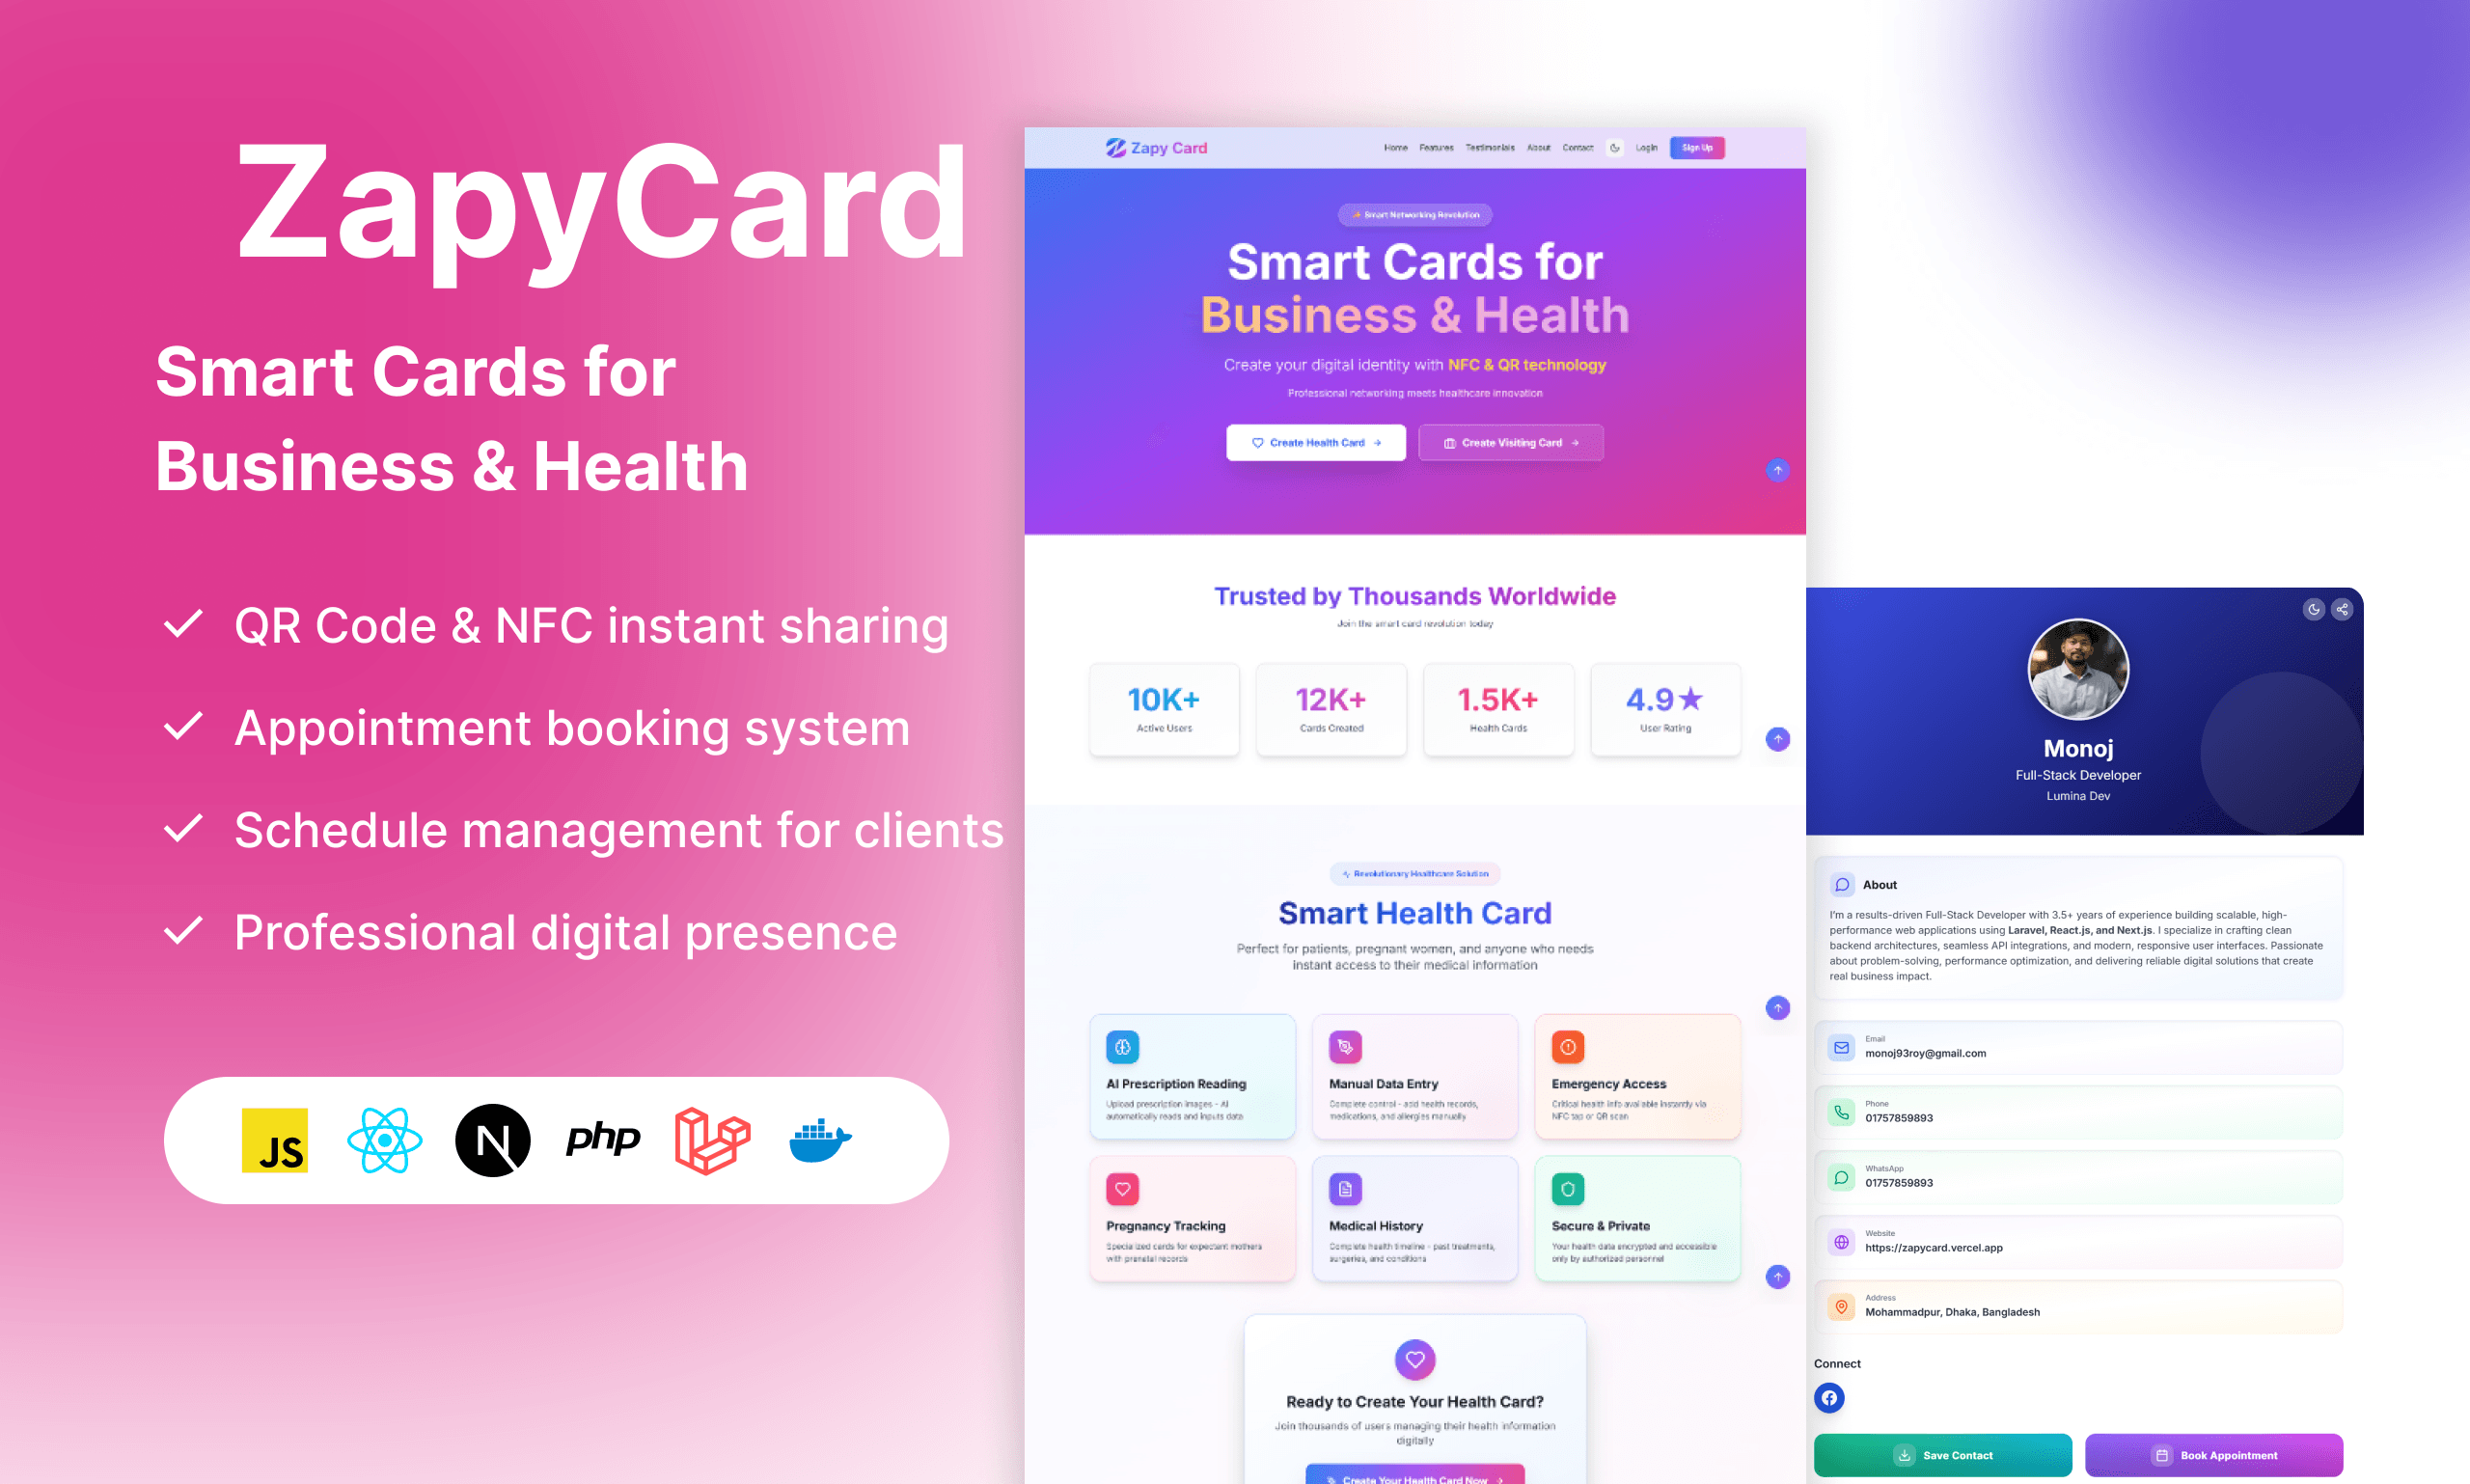 ZapyCard
Smart Cards for
Business & Health
QR Code & NFC instant sharing
Appointment booking system
Schedule management for clients
Professional digital presence
JS
N
php
Zapy Card
Home Features Testimonials About Contact Login Sign Up
Smart Networking Revolution
Smart Cards for
Business & Health
Create your digital identity with NFC & QR technology
Professional networking meets healthcare innovation
Create Health Card
Create Visiting Card
Trusted by Thousands Worldwide
Join the smart card revolution today
10K+
Active Users
12K+
Cards Created
1.5K+
Health Cards
4.9★
User Rating
Revolutionary Healthcare Solution
Smart Health Card
Perfect for patients, pregnant women, and anyone who needs
instant access to their medical information
AI Prescription Reading
Upload prescription images - AI
automatically reads and inputs data
Manual Data Entry
Complete control - add health records,
medications, and allergies manually
Emergency Access
Critical health info available instantly via
NFC tap or QR scan
Pregnancy Tracking
Specialized cards for expectant mothers
with prenatal records
Medical History
Complete health timeline - past treatments,
surgeries, and conditions
Secure & Private
Your health data encrypted and accessible
only by authorized personnel
Ready to Create Your Health Card?
Join thousands of users managing their health information
digitally
Create Your Health Card Now
Monoj
Full-Stack Developer
Lumina Dev
About
I'm a results-driven Full-Stack Developer with 3.5+ years of experience building scalable, high-
performance web applications using Laravel, React.js, and Next.js. I specialize in crafting clean
backend architectures, seamless API integrations, and modern, responsive user interfaces. Passionate
about problem-solving, performance optimization, and delivering reliable digital solutions that create
real business impact.
Email
monoj93roy@gmail.com
Phone
01757859893
WhatsApp
01757859893
Website
https://zapycard.vercel.app
Address
Mohammadpur, Dhaka, Bangladesh
Connect
Save Contact
Book Appointment